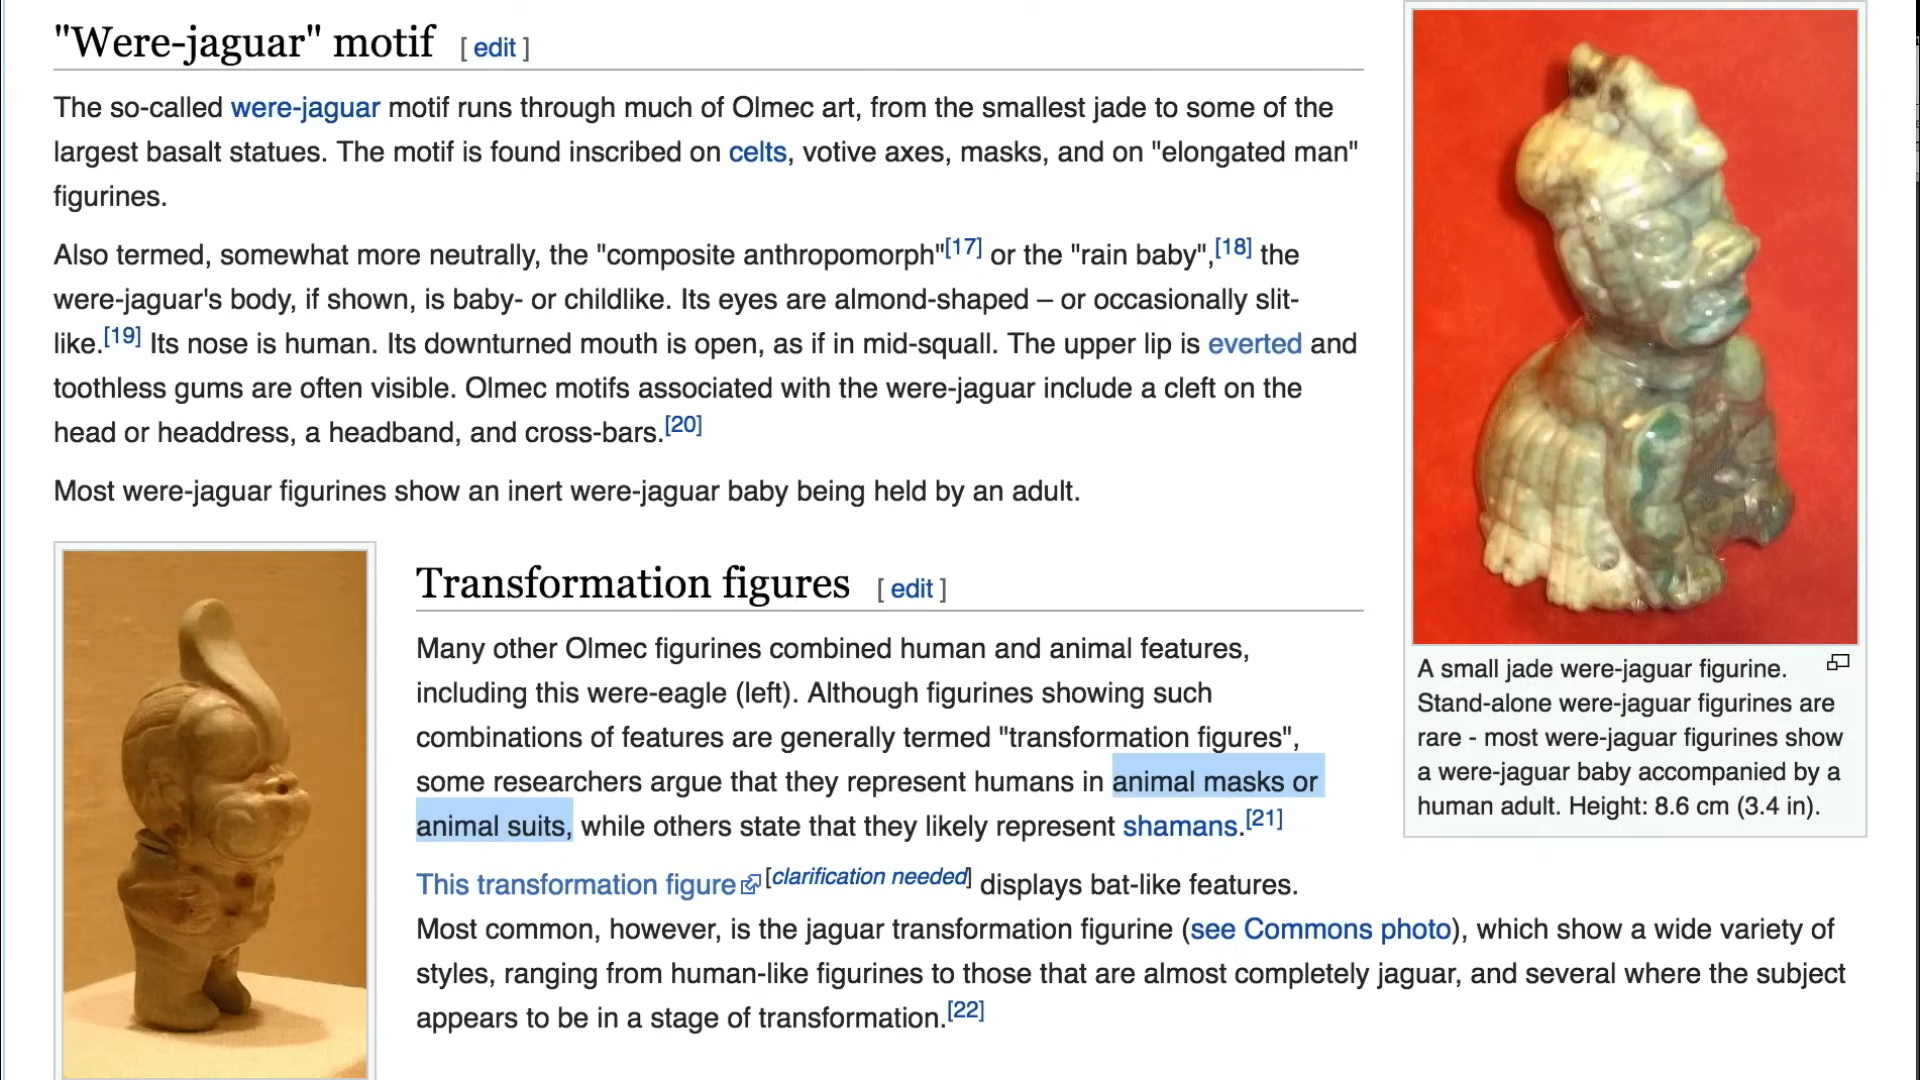 "Were-jaguar" motif [ edit ]
The so-called were-jaguar motif runs through much of Olmec art, from the smallest jade to some of the
largest basalt statues. The motif is found inscribed on celts, votive axes, masks, and on "elongated man"
figurines.
Also termed, somewhat more neutrally, the "composite anthropomorph"[17] or the "rain baby",[18] the
were-jaguar's body, if shown, is baby- or childlike. Its eyes are almond-shaped – or occasionally slit-
like.[19] Its nose is human. Its downturned mouth is open, as if in mid-squall. The upper lip is everted and
toothless gums are often visible. Olmec motifs associated with the were-jaguar include a cleft on the
head or headdress, a headband, and cross-bars.[20]
Most were-jaguar figurines show an inert were-jaguar baby being held by an adult.
A small jade were-jaguar figurine.
Stand-alone were-jaguar figurines are
rare - most were-jaguar figurines show
a were-jaguar baby accompanied by a
human adult. Height: 8.6 cm (3.4 in).
Transformation figures [ edit ]
Many other Olmec figurines combined human and animal features,
including this were-eagle (left). Although figurines showing such
combinations of features are generally termed "transformation figures",
some researchers argue that they represent humans in animal masks or
animal suits, while others state that they likely represent shamans.[21]
This transformation figure [clarification needed] displays bat-like features.
Most common, however, is the jaguar transformation figurine (see Commons photo), which show a wide variety of
styles, ranging from human-like figurines to those that are almost completely jaguar, and several where the subject
appears to be in a stage of transformation.[22]